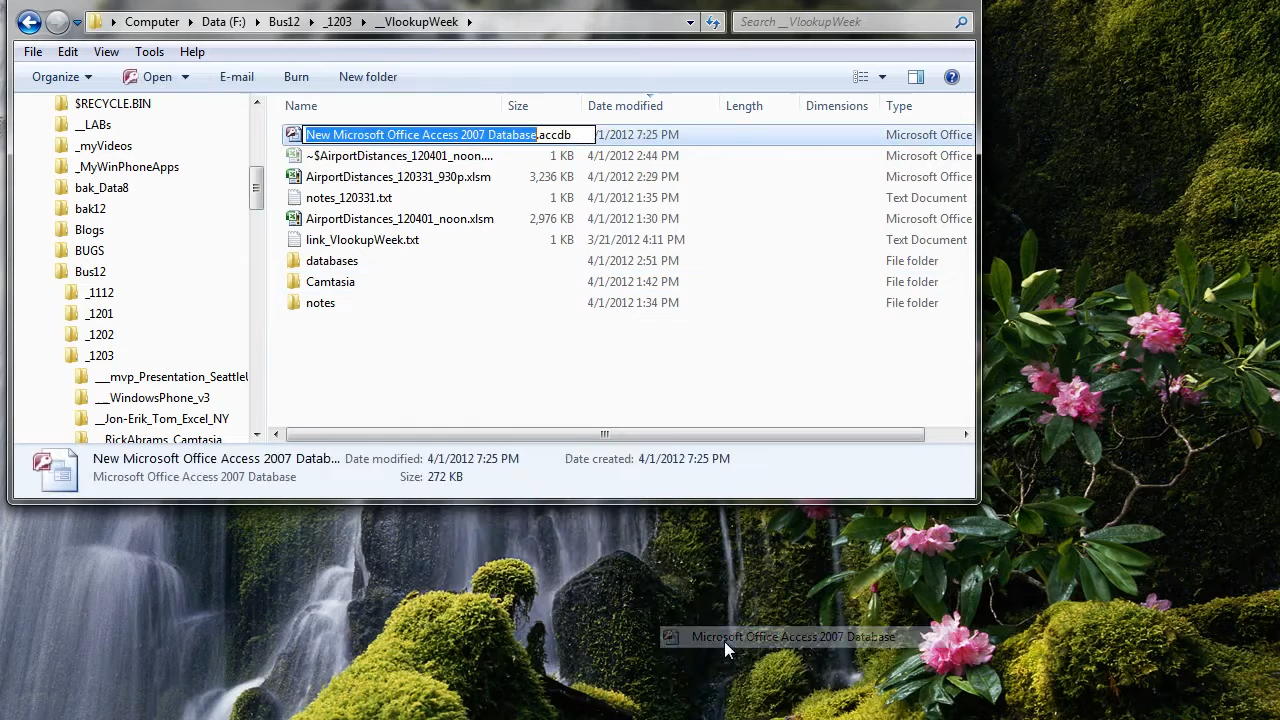 Computer Data (F:) Bus12 _1203 __VlookupWeek Search __VlookupWeek
File Edit View Tools Help
Organize Open E-mail Burn New folder
$RECYCLE.BIN
__LABs
_myVideos
_MyWinPhoneApps
bak_Data8
bak12
Blogs
BUGS
Bus12
_1112
_1201
_1202
_1203
___mvp_Presentation_SeattleU
___WindowsPhone_v3
__Jon-Erik_Tom_Excel_NY
__RickAbrams_Camtasia
Name Size Date modified Length Dimensions Type
New Microsoft Office Access 2007 Database.accdb /1/2012 7:25 PM Microsoft Office
~$AirportDistances_120401_noon.... 1 KB 4/1/2012 2:44 PM Microsoft Office
AirportDistances_120331_930p.xlsm 3,236 KB 4/1/2012 2:29 PM Microsoft Office
notes_120331.txt 1 KB 4/1/2012 1:35 PM Text Document
AirportDistances_120401_noon.xlsm 2,976 KB 4/1/2012 1:30 PM Microsoft Office
link_VlookupWeek.txt 1 KB 3/21/2012 4:11 PM Text Document
databases 4/1/2012 2:51 PM File folder
Camtasia 4/1/2012 1:42 PM File folder
notes 4/1/2012 1:34 PM File folder
New Microsoft Office Access 2007 Datab... Date modified: 4/1/2012 7:25 PM Date created: 4/1/2012 7:25 PM
Microsoft Office Access 2007 Database Size: 272 KB
Microsoft Office Access 2007 Database